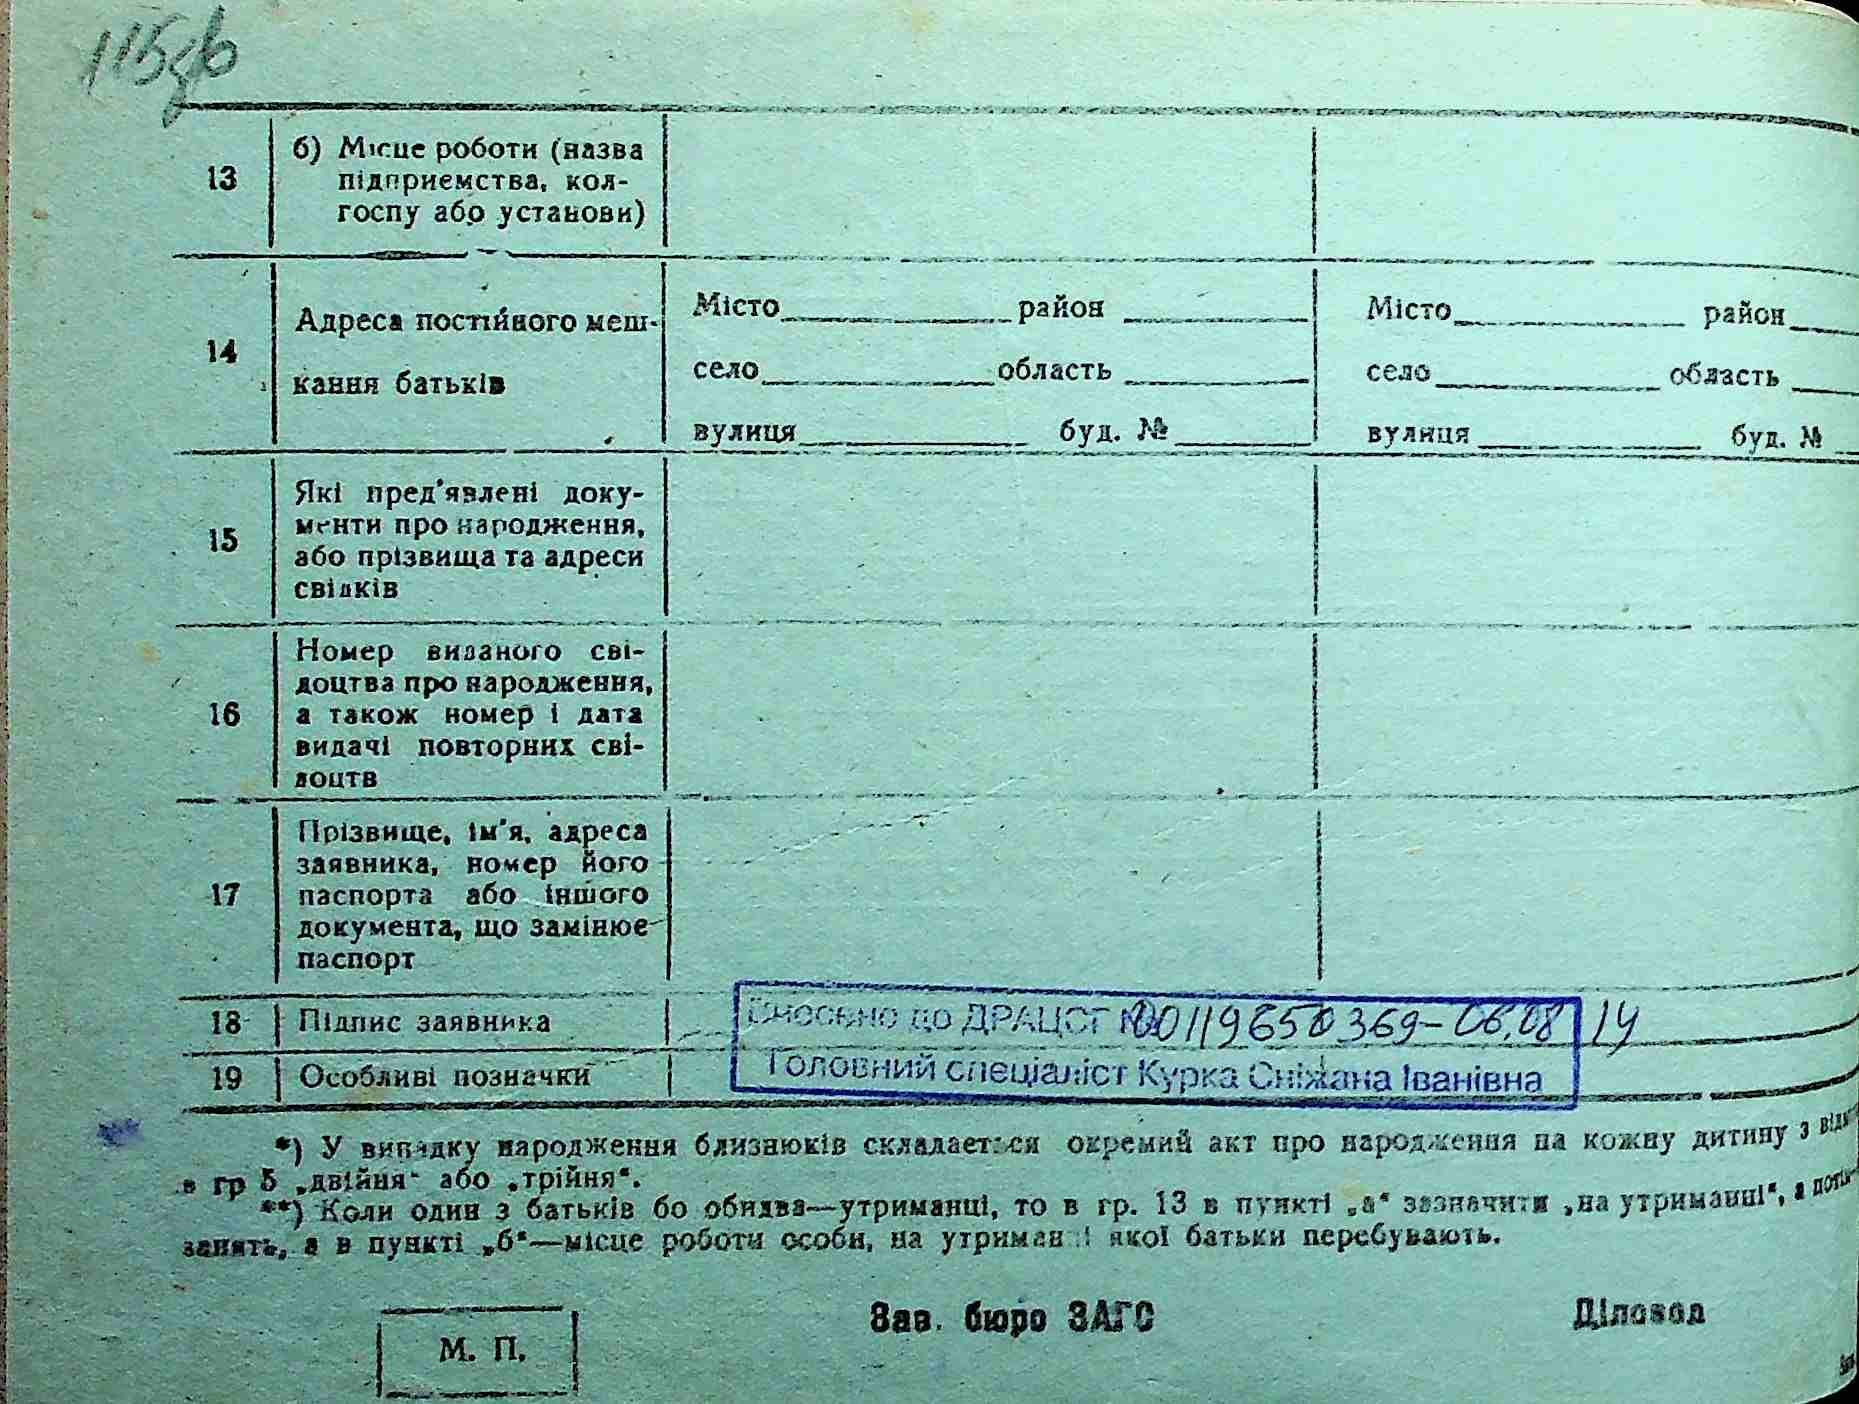 115зв
13
б) Місце роботи (назва
підприємства, кол-
госпу або установи)
14
Адреса постійного меш-
кання батьків
Місто район
село область
вулиця буд. №
Місто район
село область
вулиця буд. №
15
Які пред'явлені доку-
менти про народження,
або прізвища та адреси
свідків
16
Номер виданого сві-
доцтва про народження,
а також номер і дата
видачі повторних сві-
доцтв
17
Прізвище, ім'я, адреса
заявника, номер його
паспорта або іншого
документа, що замінює
паспорт
18 Підпис заявника
19 Особливі позначки
Внесено до ДРАЦСГ №00119650369-06.08 14
Головний спеціаліст Курка Сніжана Іванівна
*) У випадку народження близнюків складається окремий акт про народження на кожну дитину з
в гр 5 „двійня" або „трійня".
**) Коли один з батьків бо обидва—утриманці, то в гр. 13 в пункті „а" зазначити „на утриманні", а
занять, а в пункті „б"—місце роботи особи, на утриманні якої батьки перебувають.
М. П.
Зав. бюро ЗАГС
Діловод